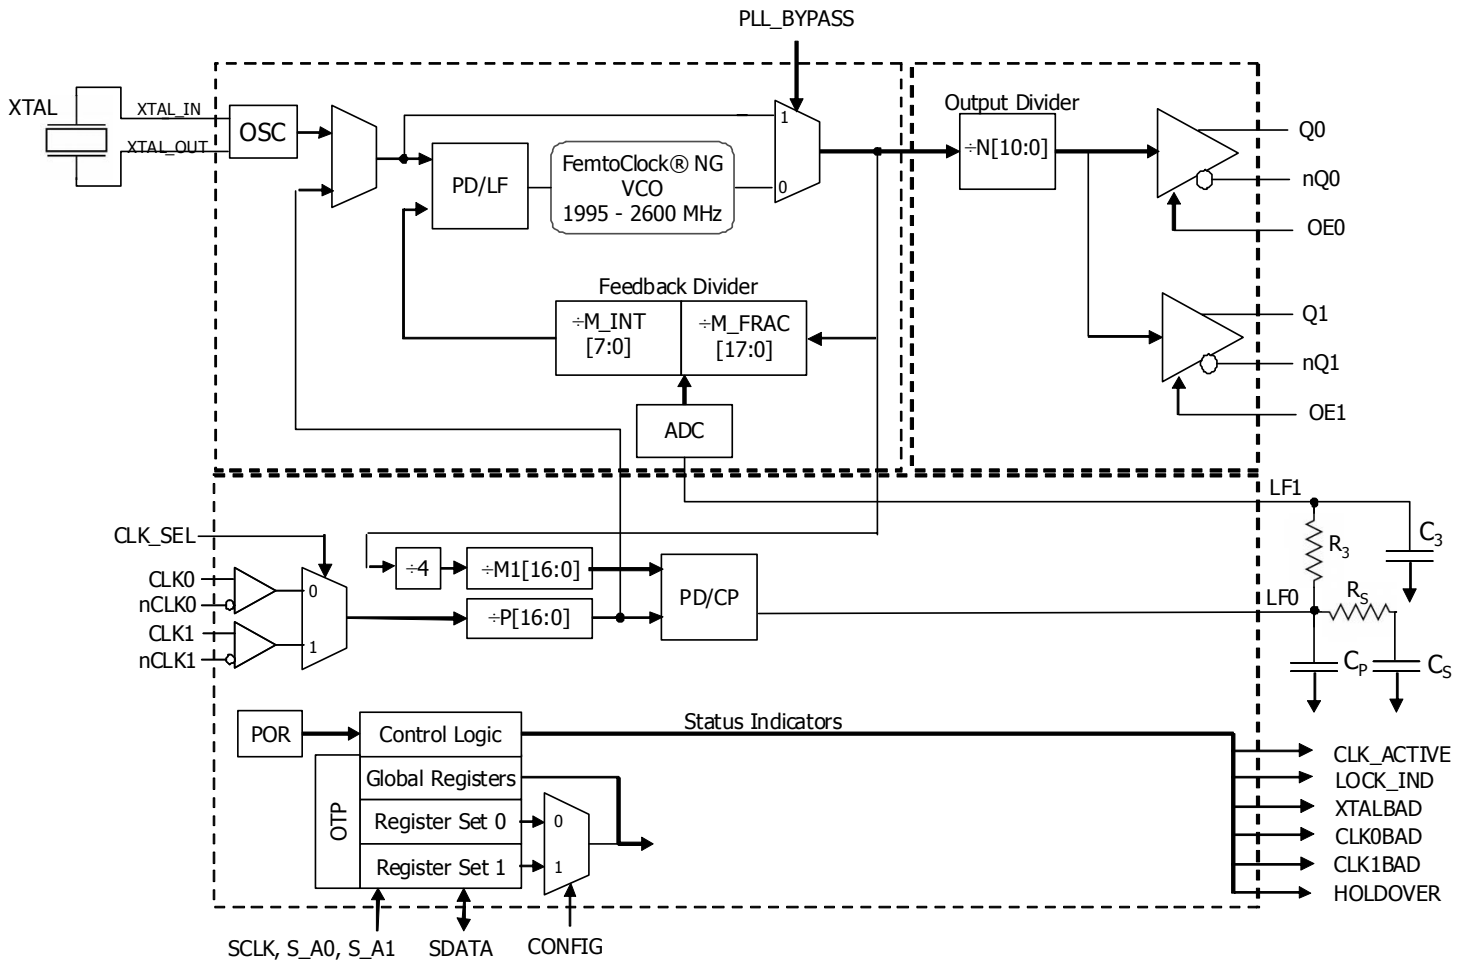 PLL_BYPASS
XTAL
XTAL_IN
XTAL_OUT
OSC
PD/LF
FemtoClock® NG
VCO
1995 - 2600 MHz
1
0
Output Divider
÷N[10:0]
Q0
nQ0
OE0
Feedback Divider
÷M_INT
[7:0]
÷M_FRAC
[17:0]
ADC
Q1
nQ1
OE1
LF1
R3
C3
CLK_SEL
CLK0
nCLK0
CLK1
nCLK1
0
1
÷4
÷M1[16:0]
÷P[16:0]
PD/CP
LF0
RS
CP
CS
POR
Control Logic
Status Indicators
Global Registers
OTP
Register Set 0
Register Set 1
0
1
CLK_ACTIVE
LOCK_IND
XTALBAD
CLK0BAD
CLK1BAD
HOLDOVER
SCLK, S_A0, S_A1
SDATA
CONFIG